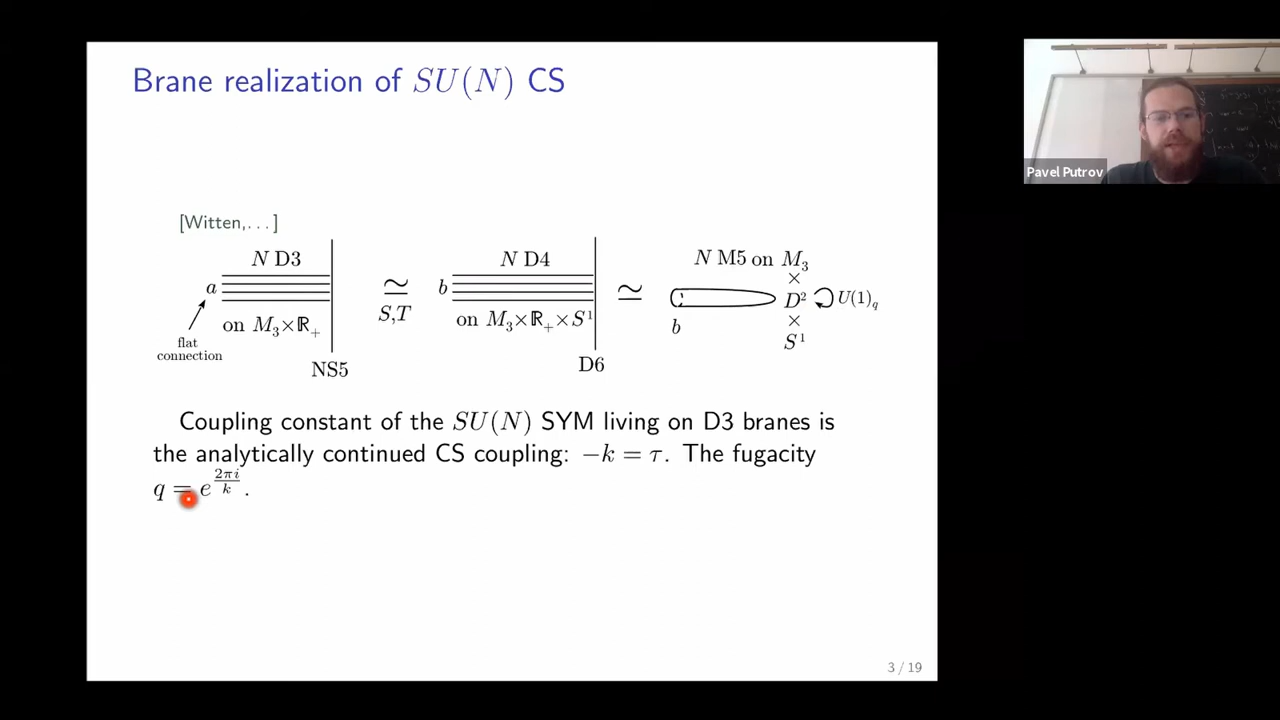 Brane realization of SU(N) CS
[Witten,...]
N D3
a
on M₃×ℝ₊
flat
connection
NS5
≃
S,T
N D4
b
on M₃×ℝ₊×S¹
D6
≃
N M5 on M₃
×
D² U(1)_q
×
S¹
b
Coupling constant of the SU(N) SYM living on D3 branes is
the analytically continued CS coupling: −k = τ. The fugacity
q = e^{2πi/k}.
3 / 19
Pavel Putrov